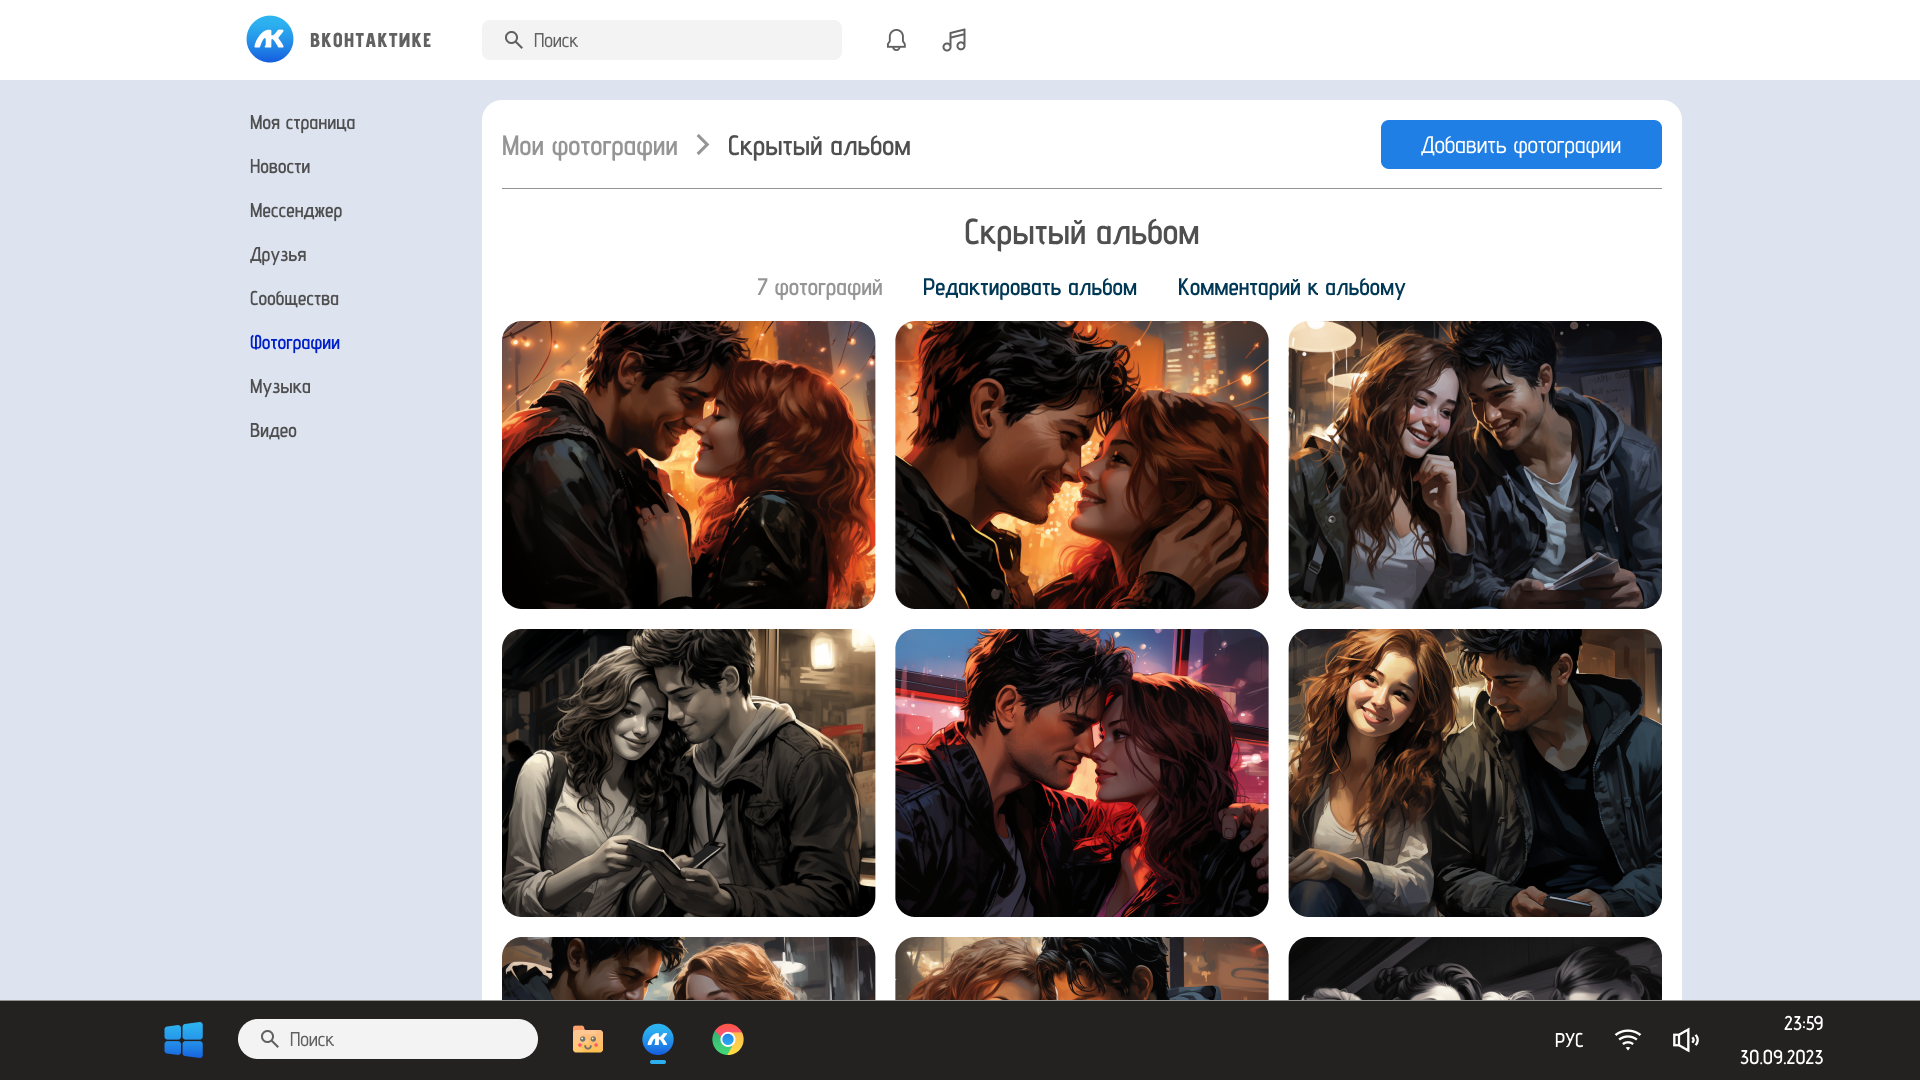 ВКОНТАКТИКЕ
Поиск
Моя страница
Новости
Мессенджер
Друзья
Сообщества
Фотографии
Музыка
Видео
Мои фотографии > Скрытый альбом
Добавить фотографии
Скрытый альбом
7 фотографий Редактировать альбом Комментарий к альбому
Поиск
РУС
23:59
30.09.2023